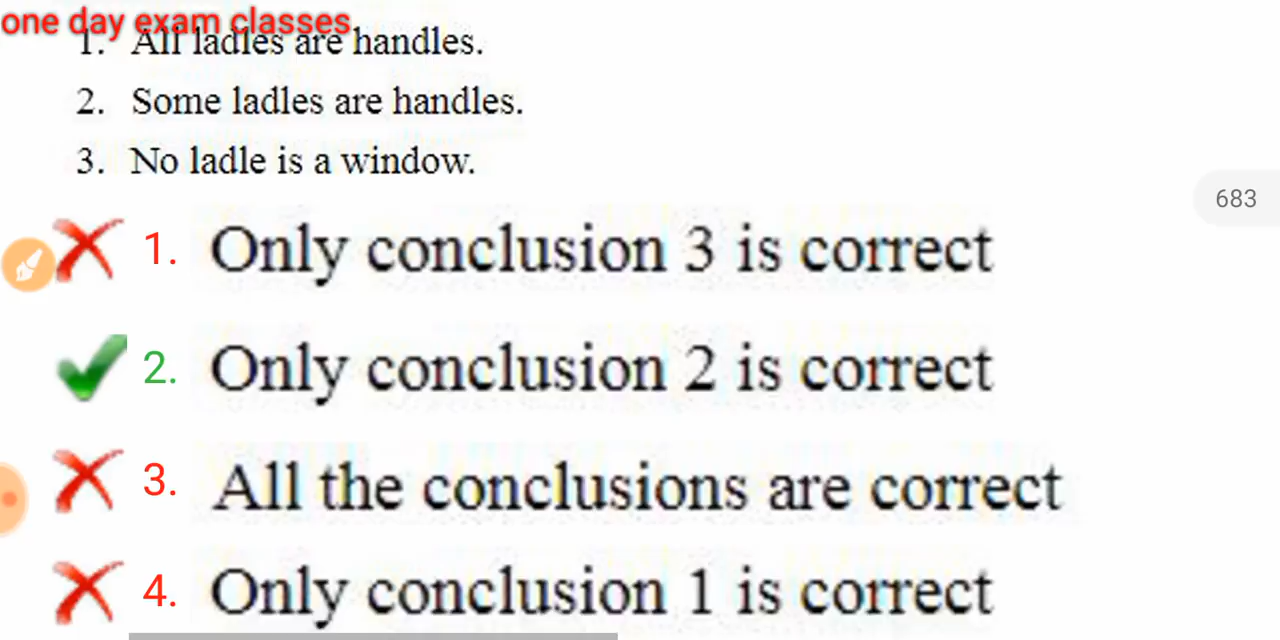 one day exam classes
1. All ladles are handles.
2. Some ladles are handles.
3. No ladle is a window.
683
1. Only conclusion 3 is correct
2. Only conclusion 2 is correct
3. All the conclusions are correct
4. Only conclusion 1 is correct